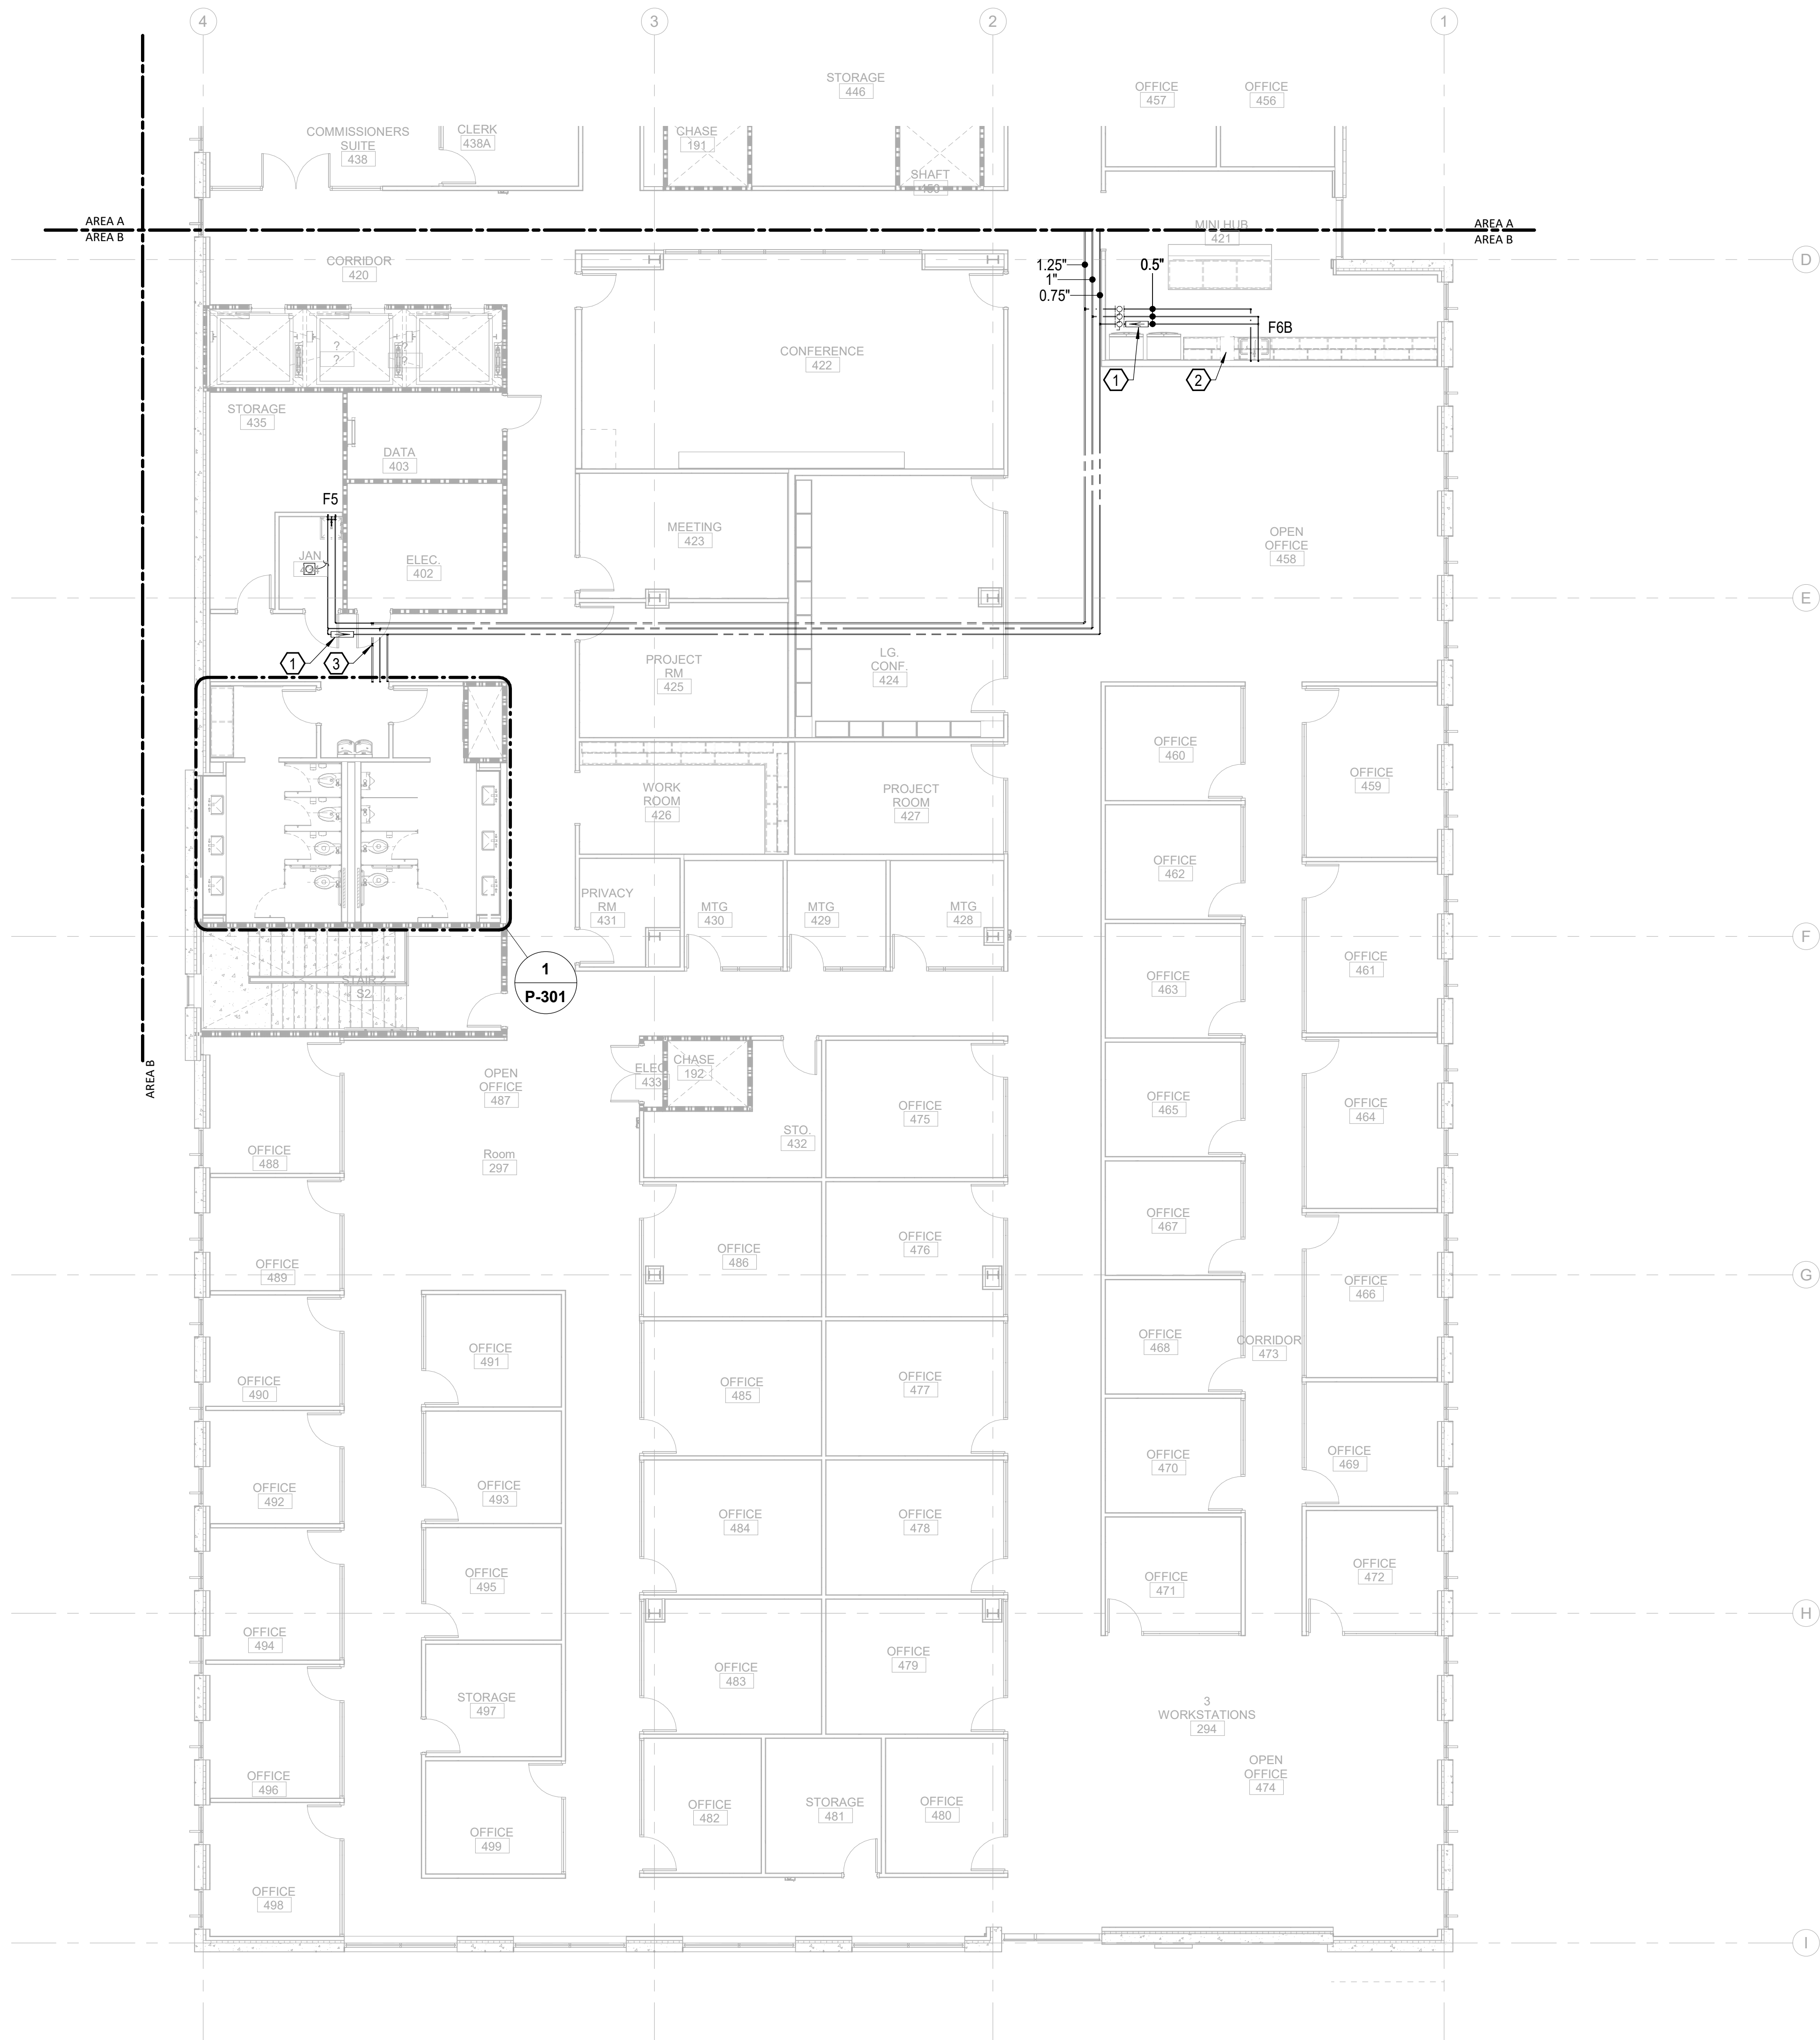 4
3
2
1
STORAGE
446
OFFICE
457
OFFICE
456
COMMISSIONERS
SUITE
438
CLERK
438A
CHASE
191
SHAFT
AREA A
AREA B
MINI HUB
421
AREA A
AREA B
D
CORRIDOR
420
1.25"
1"
0.75"
0.5"
F6B
?
?
?
CONFERENCE
422
1
2
STORAGE
435
DATA
403
F5
MEETING
423
OPEN
OFFICE
458
JAN
ELEC.
402
E
1
3
PROJECT
RM
425
LG.
CONF.
424
OFFICE
460
OFFICE
459
WORK
ROOM
426
PROJECT
ROOM
427
OFFICE
462
PRIVACY
RM
431
MTG
430
MTG
429
MTG
428
F
OFFICE
463
OFFICE
461
1
P-301
STAIR 2
S2
AREA B
OPEN
OFFICE
487
ELEC
433
CHASE
192
OFFICE
475
OFFICE
465
OFFICE
464
STO.
432
OFFICE
488
Room
297
OFFICE
467
OFFICE
486
OFFICE
476
OFFICE
489
OFFICE
466
G
OFFICE
491
OFFICE
468
CORRIDOR
473
OFFICE
490
OFFICE
485
OFFICE
477
OFFICE
470
OFFICE
469
OFFICE
492
OFFICE
493
OFFICE
484
OFFICE
478
OFFICE
495
OFFICE
471
OFFICE
472
H
OFFICE
494
OFFICE
483
OFFICE
479
STORAGE
497
3
WORKSTATIONS
294
OFFICE
496
OPEN
OFFICE
474
OFFICE
482
STORAGE
481
OFFICE
480
OFFICE
499
OFFICE
498
I